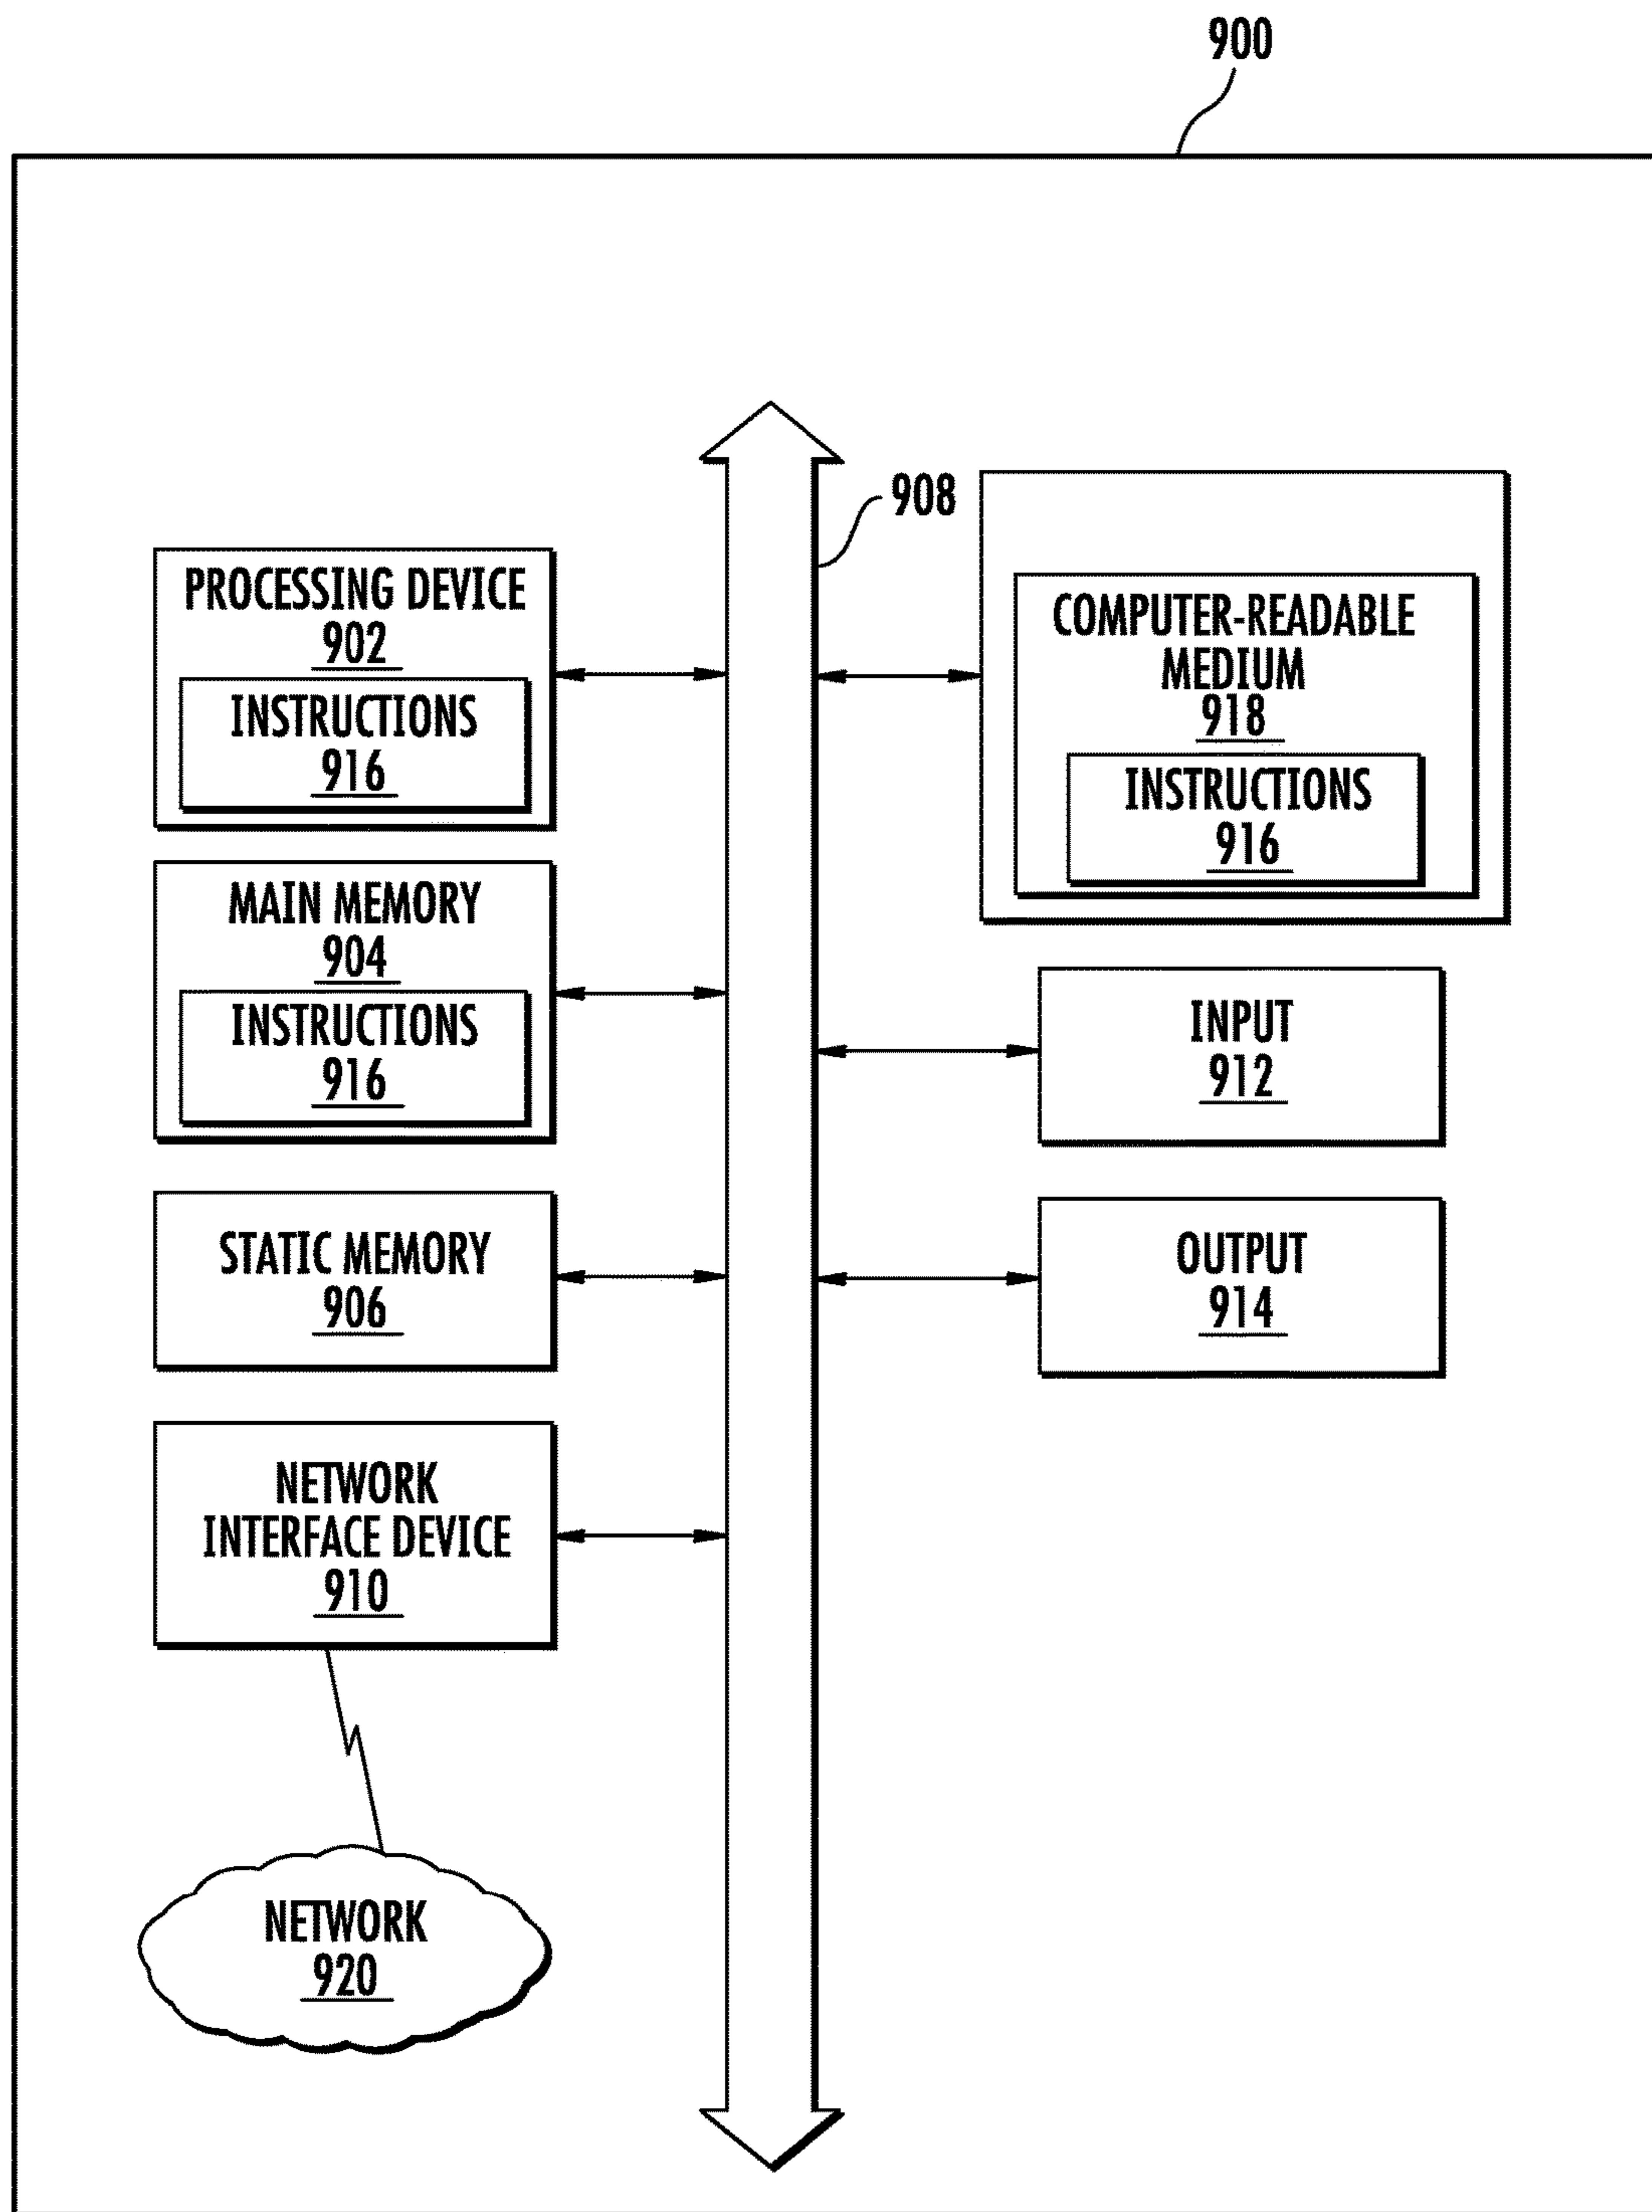 900
908
PROCESSING DEVICE
902
INSTRUCTIONS
916
MAIN MEMORY
904
INSTRUCTIONS
916
STATIC MEMORY
906
NETWORK
INTERFACE DEVICE
910
NETWORK
920
COMPUTER-READABLE
MEDIUM
918
INSTRUCTIONS
916
INPUT
912
OUTPUT
914